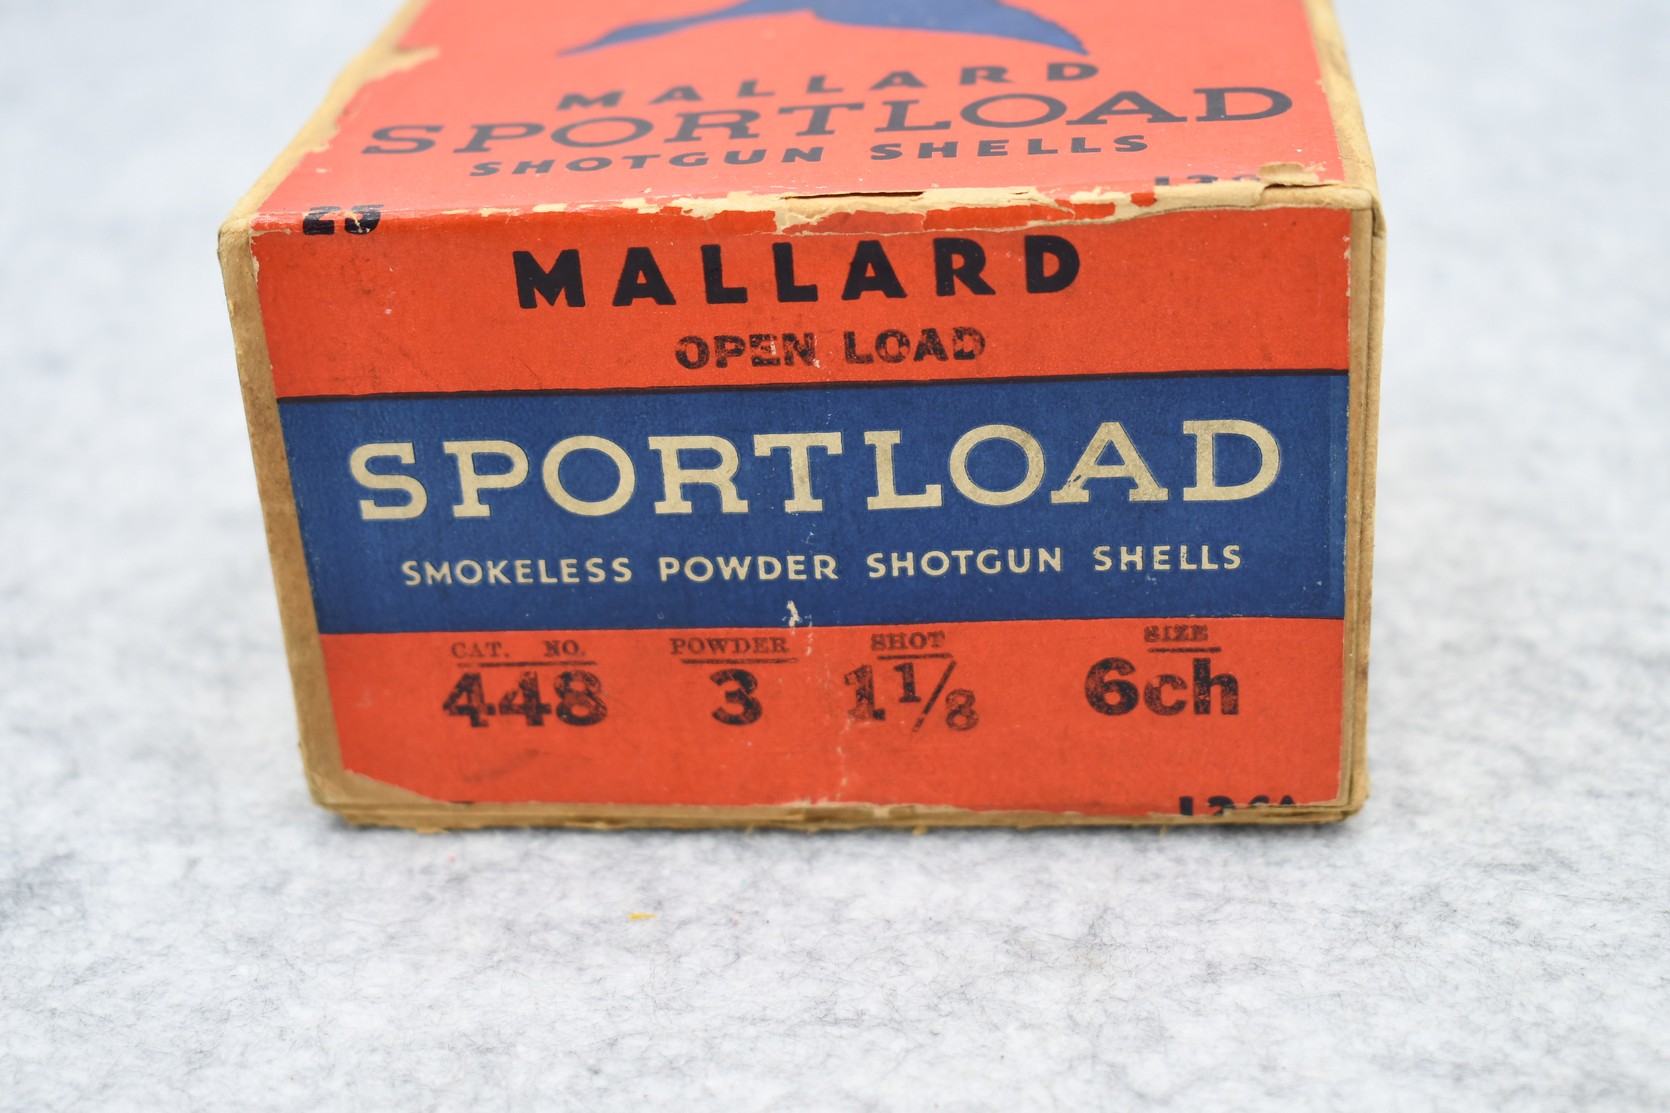 MALLARD
SPORTLOAD
SHOTGUN SHELLS
25
MALLARD
OPEN LOAD
SPORTLOAD
SMOKELESS POWDER SHOTGUN SHELLS
CAT. NO. POWDER SHOT SIZE
448 3 1 1/8 6ch